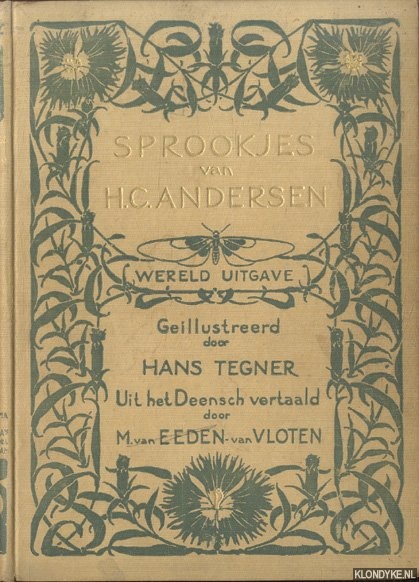 SPROOKJES
van
H.C. ANDERSEN
WERELD UITGAVE
Geillustreerd
door
HANS TEGNER
Uit het Deensch vertaald
door
M. van EEDEN-van VLOTEN
KLONDYKE.NL